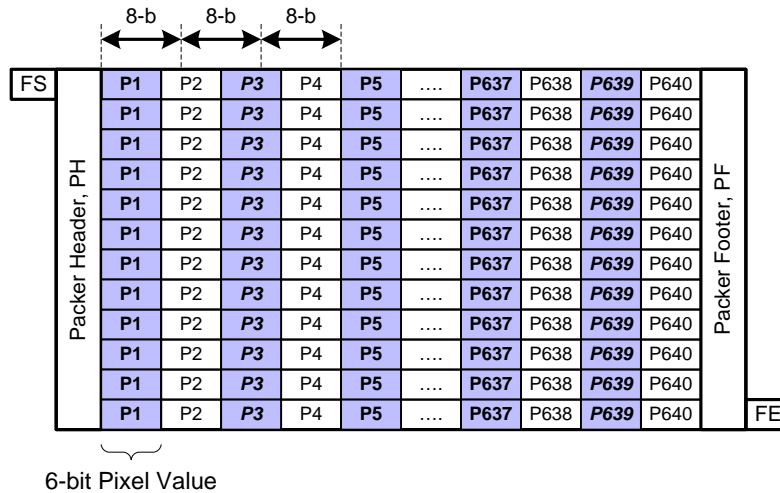 8-b 8-b 8-b
FS P1 P2 P3 P4 P5 .... P637 P638 P639 P640
P1 P2 P3 P4 P5 .... P637 P638 P639 P640
P1 P2 P3 P4 P5 .... P637 P638 P639 P640
P1 P2 P3 P4 P5 .... P637 P638 P639 P640
P1 P2 P3 P4 P5 .... P637 P638 P639 P640
P1 P2 P3 P4 P5 .... P637 P638 P639 P640
P1 P2 P3 P4 P5 .... P637 P638 P639 P640
P1 P2 P3 P4 P5 .... P637 P638 P639 P640
P1 P2 P3 P4 P5 .... P637 P638 P639 P640
P1 P2 P3 P4 P5 .... P637 P638 P639 P640
P1 P2 P3 P4 P5 .... P637 P638 P639 P640
P1 P2 P3 P4 P5 .... P637 P638 P639 P640 FE
Packer Header, PH
Packer Footer, PF
6-bit Pixel Value